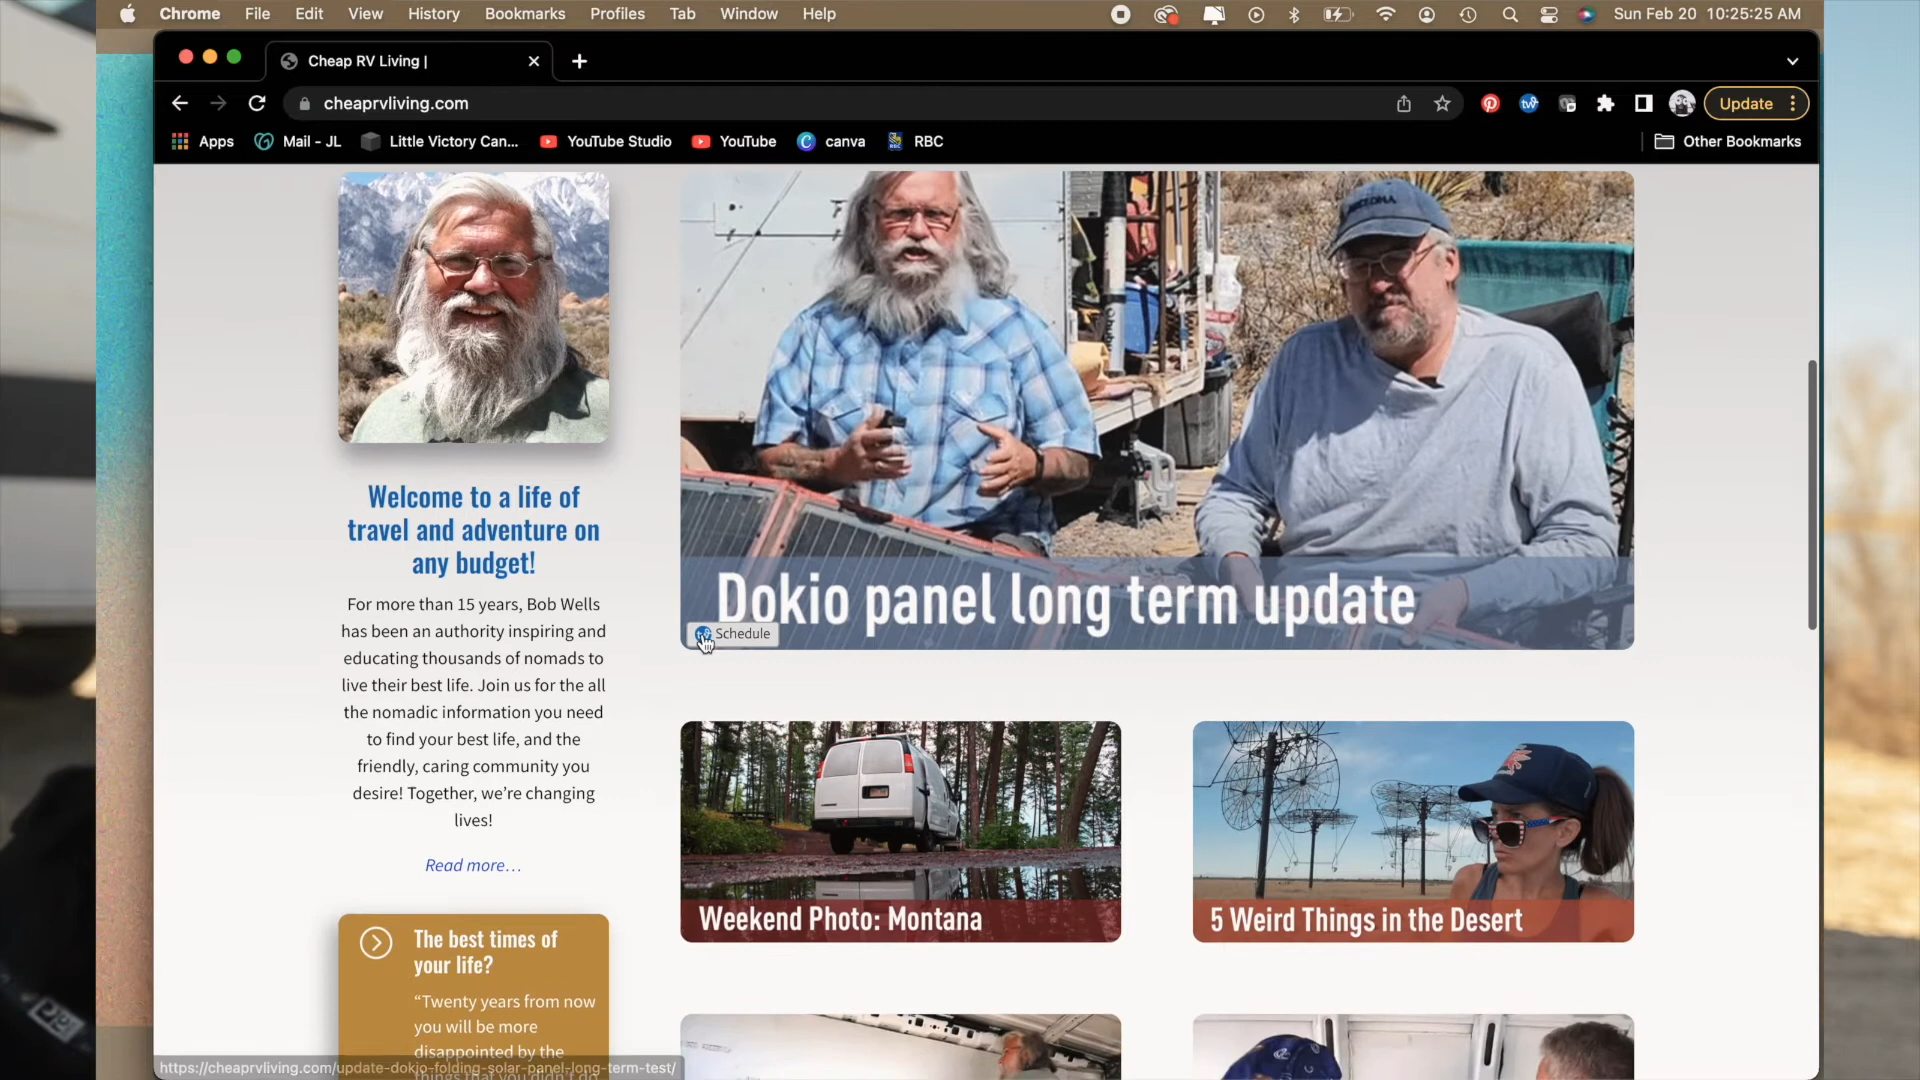 Chrome File Edit View History Bookmarks Profiles Tab Window Help Sun Feb 20 10:25:25 AM
Cheap RV Living |
cheaprvliving.com Update
Apps Mail - JL Little Victory Can... YouTube Studio YouTube canva RBC Other Bookmarks
Welcome to a life of
travel and adventure on
any budget!
For more than 15 years, Bob Wells
has been an authority inspiring and
educating thousands of nomads to
live their best life. Join us for the all
the nomadic information you need
to find your best life, and the
friendly, caring community you
desire! Together, we’re changing
lives!
Read more…
The best times of
your life?
“Twenty years from now
you will be more
disappointed by the
things that you didn't do
Dokio panel long term update
Schedule
Weekend Photo: Montana
5 Weird Things in the Desert
https://cheaprvliving.com/update-dokio-folding-solar-panel-long-term-test/